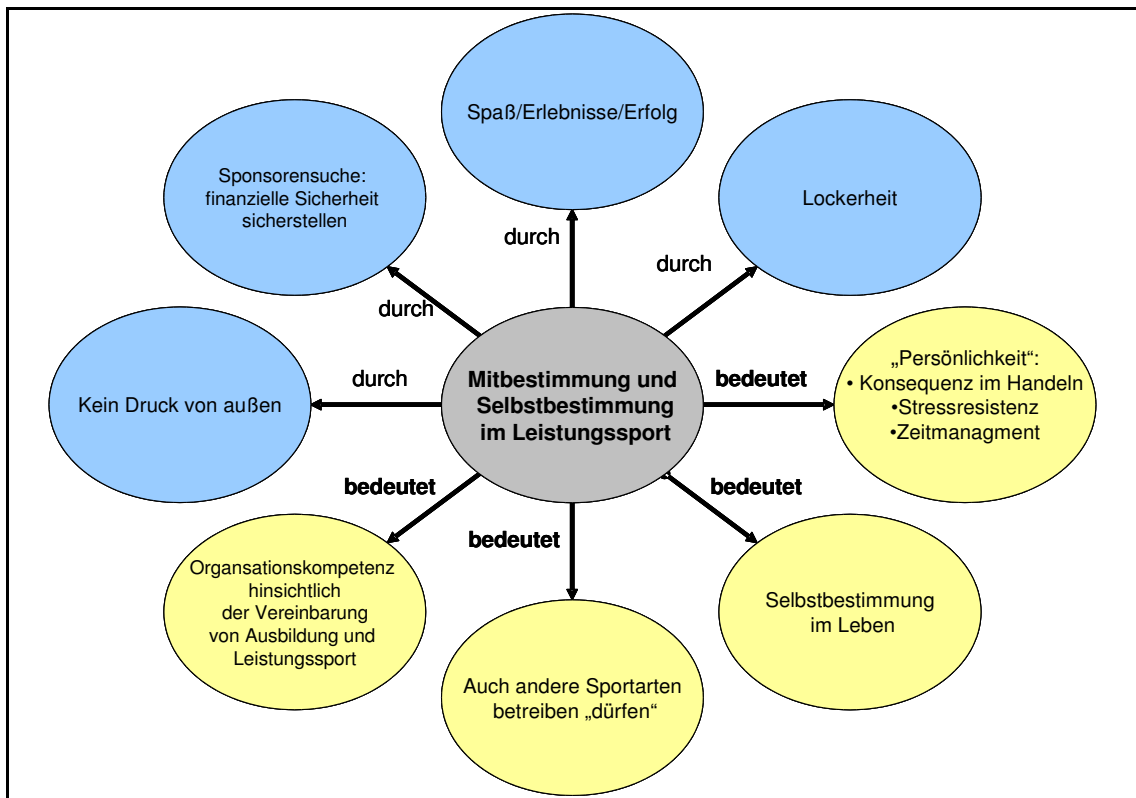 Spaß/Erlebnisse/Erfolg
Sponsorensuche:
finanzielle Sicherheit
sicherstellen
Lockerheit
durch
durch
durch
Kein Druck von außen
durch
Mitbestimmung und
Selbstbestimmung
im Leistungssport
bedeutet
„Persönlichkeit“:
• Konsequenz im Handeln
•Stressresistenz
•Zeitmanagment
bedeutet
bedeutet
bedeutet
Organsationskompetenz
hinsichtlich
der Vereinbarung
von Ausbildung und
Leistungssport
Auch andere Sportarten
betreiben „dürfen“
Selbstbestimmung
im Leben